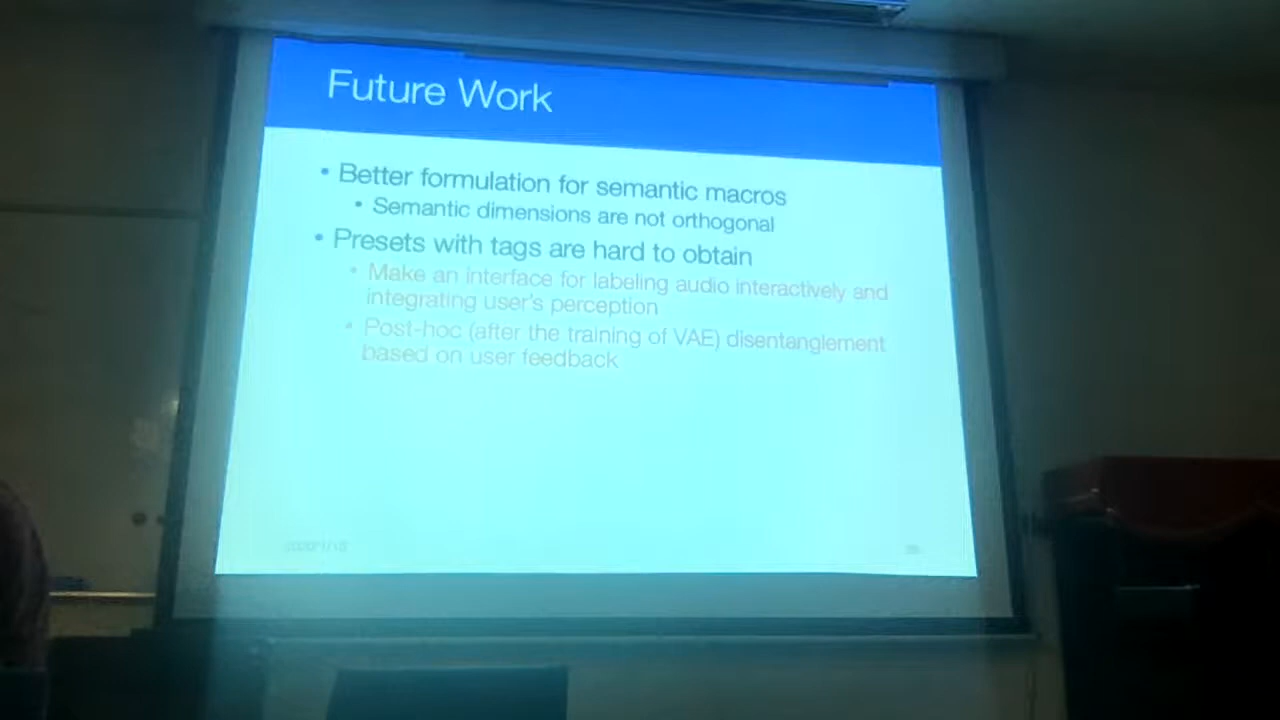 Future Work
• Better formulation for semantic macros
• Semantic dimensions are not orthogonal
• Presets with tags are hard to obtain
• Make an interface for labeling audio interactively and
integrating user's perception
• Post-hoc (after the training of VAE) disentanglement
based on user feedback